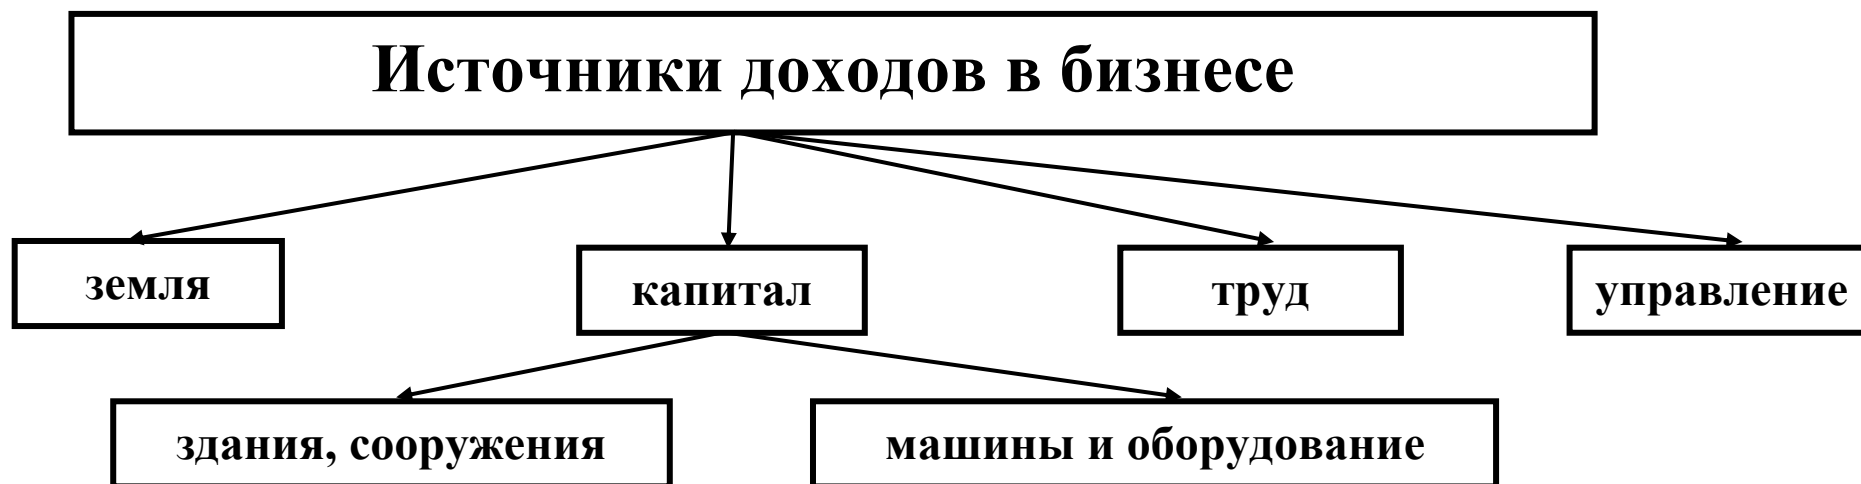 Источники доходов в бизнесе
земля
капитал
труд
управление
здания, сооружения
машины и оборудование